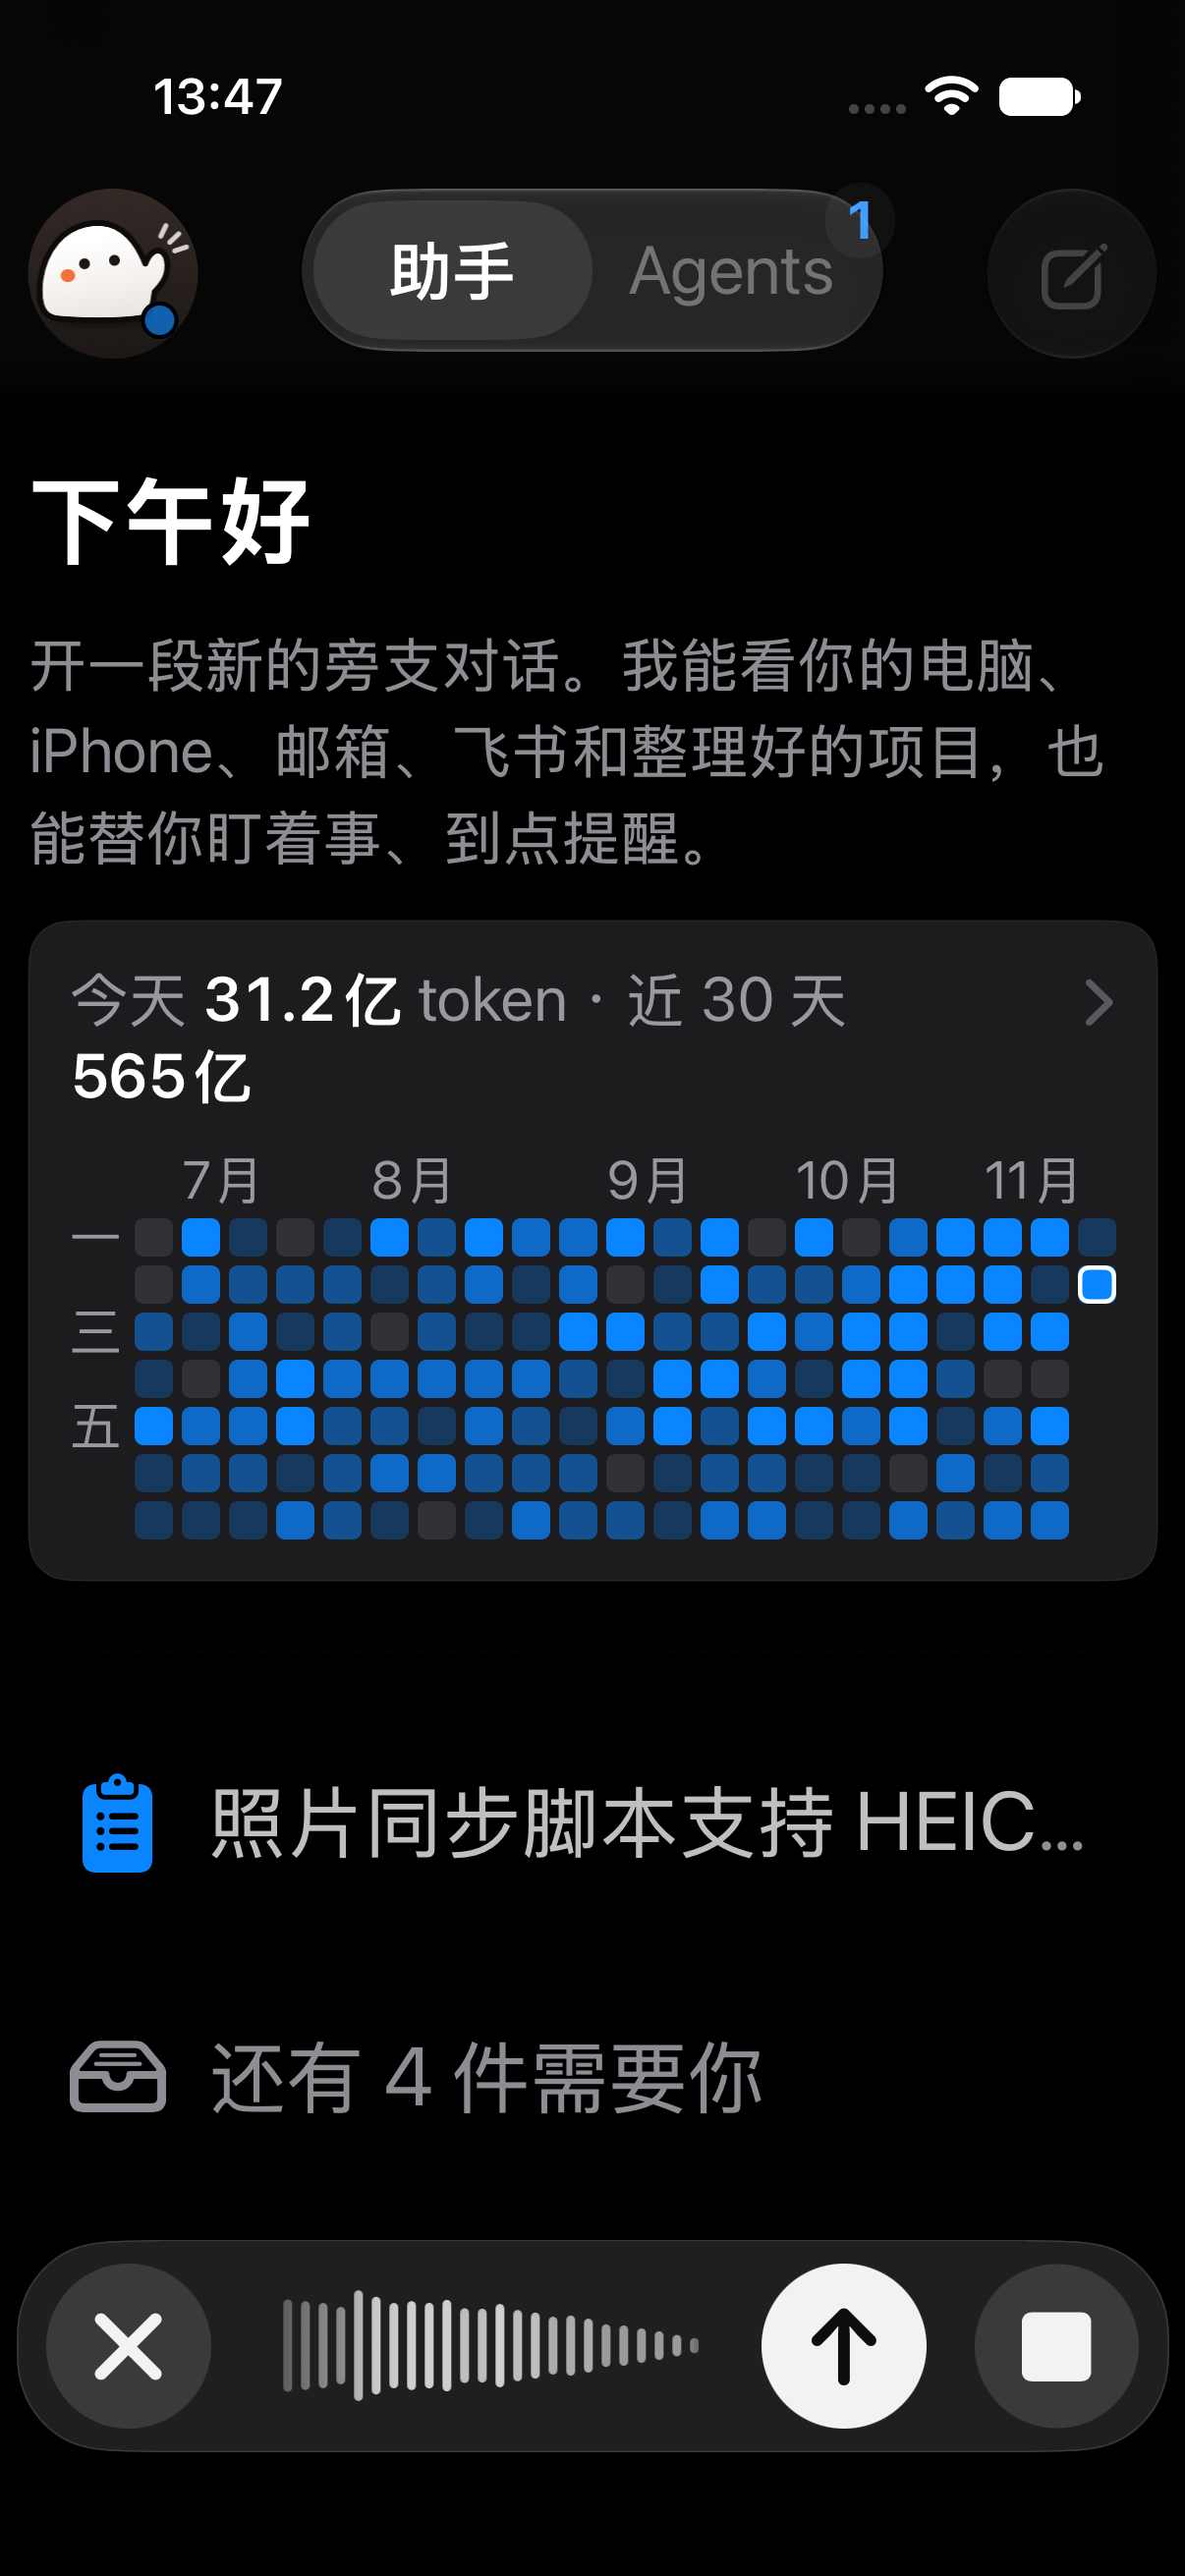 13:47
助手
Agents
1
下午好
开一段新的旁支对话。我能看你的电脑、
iPhone、邮箱、飞书和整理好的项目，也
能替你盯着事、到点提醒。
今天 31.2亿 token · 近 30 天
565亿
7月 8月 9月 10月 11月
一
三
五
照片同步脚本支持 HEIC...
还有 4 件需要你